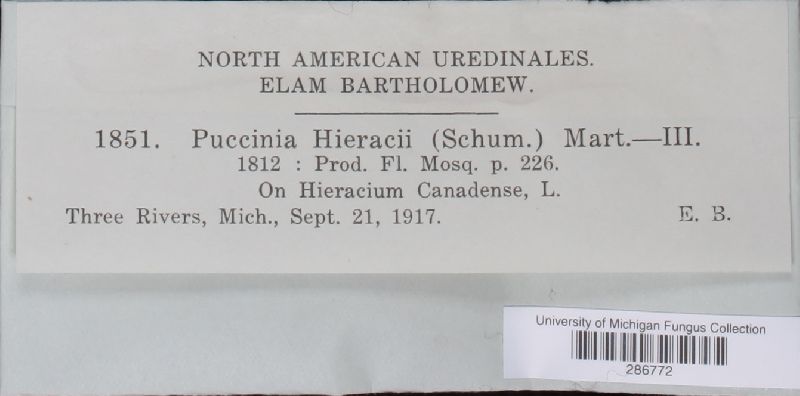 NORTH AMERICAN UREDINALES.
ELAM BARTHOLOMEW.
1851. Puccinia Hieracii (Schum.) Mart.—III.
1812 : Prod. Fl. Mosq. p. 226.
On Hieracium Canadense, L.
Three Rivers, Mich., Sept. 21, 1917. E. B.
University of Michigan Fungus Collection
286772